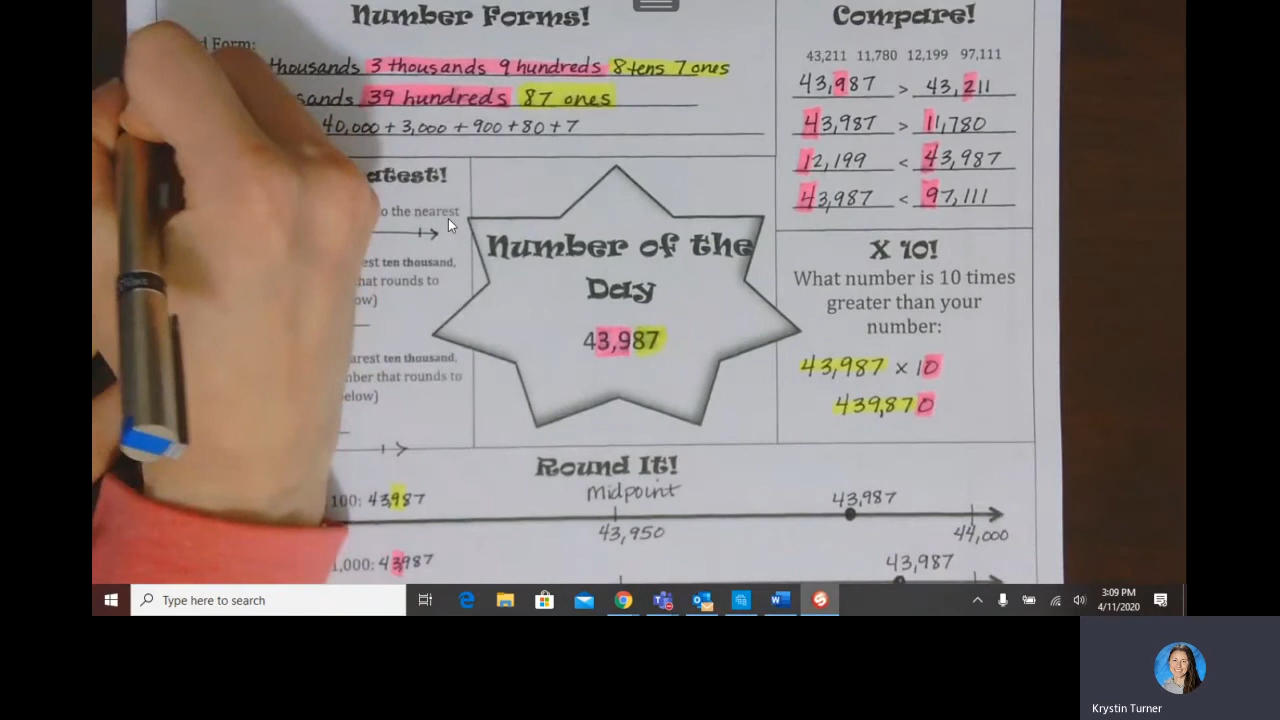 Number Forms!
Form:
thousands 3 thousands 9 hundreds 8 tens 7 ones
sands 39 hundreds 87 ones
40,000 + 3,000 + 900 + 80 + 7
Compare!
43,211 11,780 12,199 97,111
43,987 > 43,211
43,987 > 11,780
12,199 < 43,987
43,987 < 97,111
atest!
o the nearest
est ten thousand,
hat rounds to
ow)
arest ten thousand,
mber that rounds to
elow)
Number of the
Day
43,987
X 10!
What number is 10 times
greater than your
number:
43,987 x 10
439,870
Round It!
midpoint
100: 43,987
43,987
43,950
44,000
1,000: 43,987
43,987
Type here to search
3:09 PM
4/11/2020
Krystin Turner